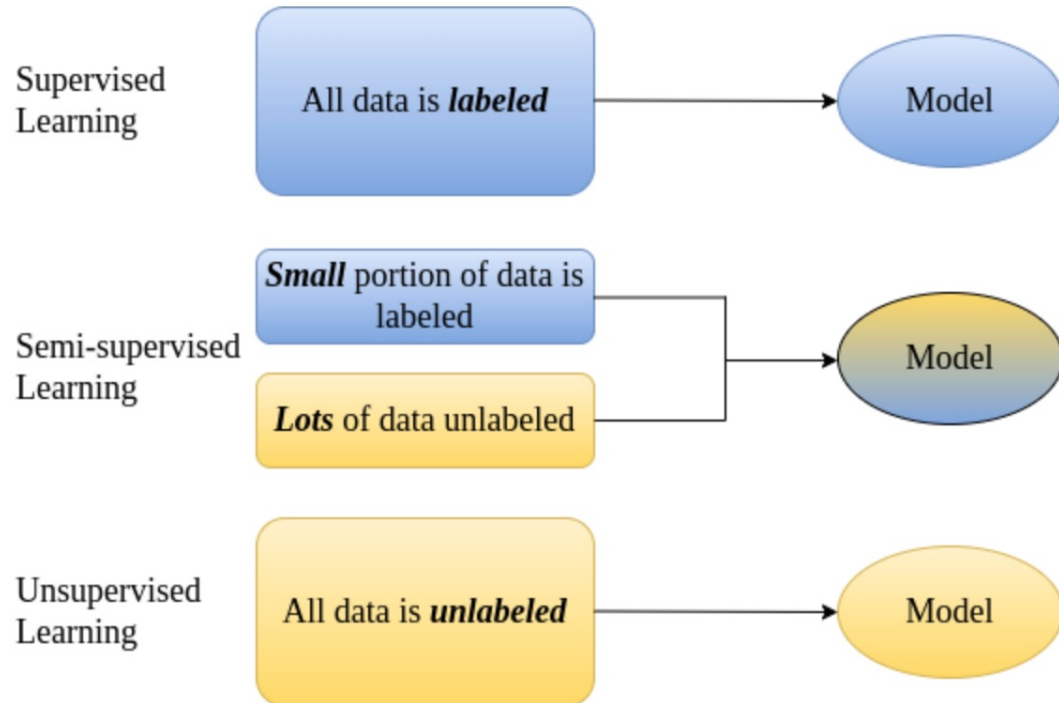 Supervised
Learning
All data is labeled
Model
Semi-supervised
Learning
Small portion of data is
labeled
Lots of data unlabeled
Model
Unsupervised
Learning
All data is unlabeled
Model